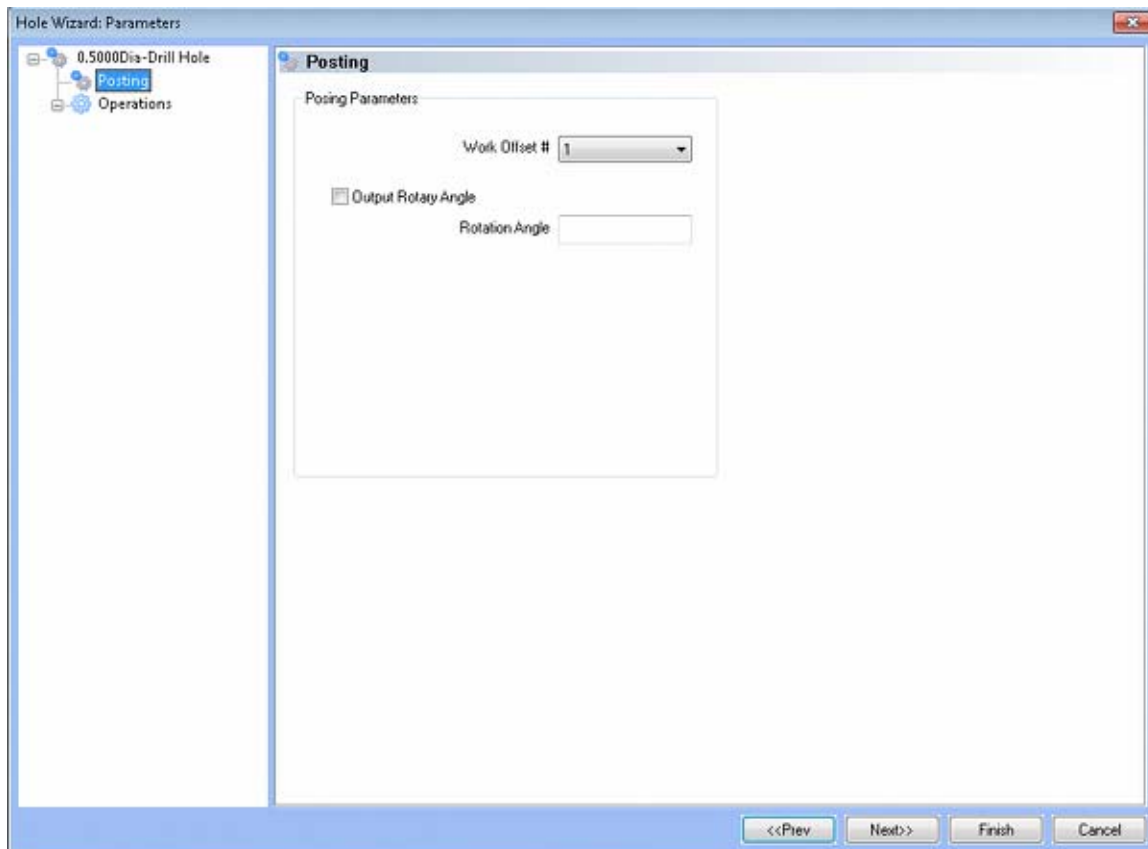 Hole Wizard: Parameters
0.5000Dia-Drill Hole
Posting
Operations
Posting
Posing Parameters
Work Offset # 1
Output Rotary Angle
Rotation Angle
<<Prev Next>> Finish Cancel